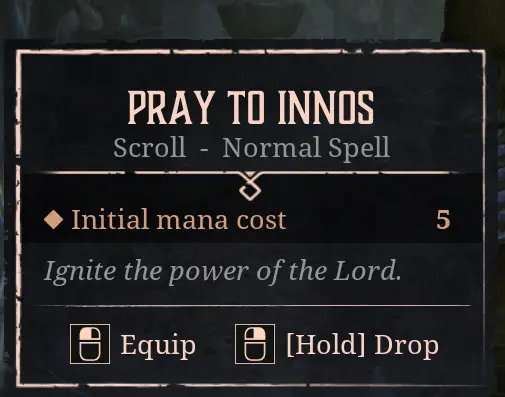 PRAY TO INNOS
Scroll - Normal Spell
Initial mana cost 5
Ignite the power of the Lord.
Equip [Hold] Drop